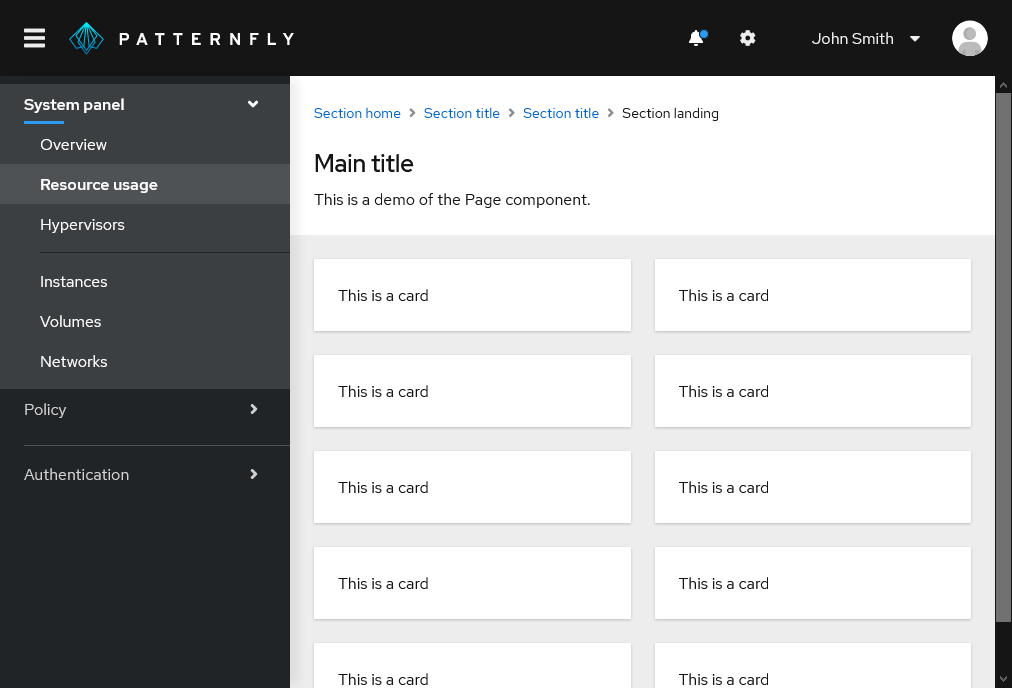 PATTERNFLY
John Smith
System panel
Overview
Resource usage
Hypervisors
Instances
Volumes
Networks
Policy
Authentication
Section home > Section title > Section title > Section landing
Main title
This is a demo of the Page component.
This is a card
This is a card
This is a card
This is a card
This is a card
This is a card
This is a card
This is a card
This is a card
This is a card